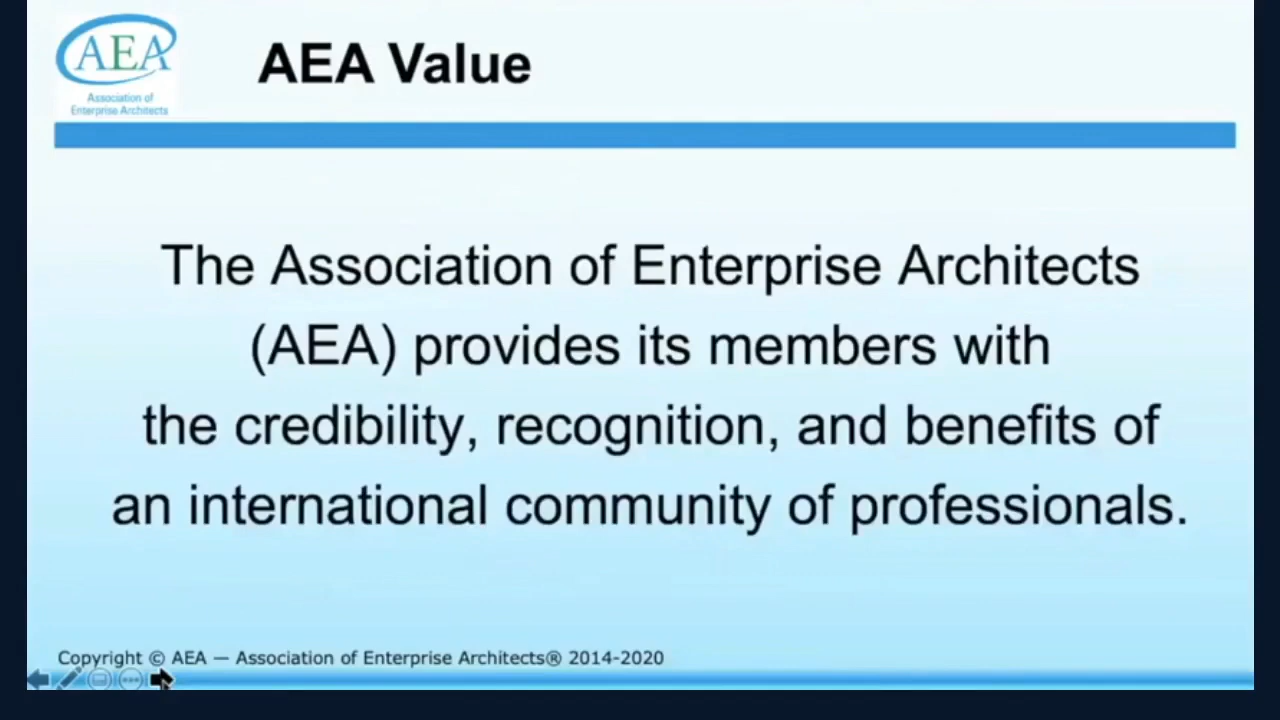 AEA
Association of
Enterprise Architects
AEA Value
The Association of Enterprise Architects
(AEA) provides its members with
the credibility, recognition, and benefits of
an international community of professionals.
Copyright © AEA — Association of Enterprise Architects® 2014-2020